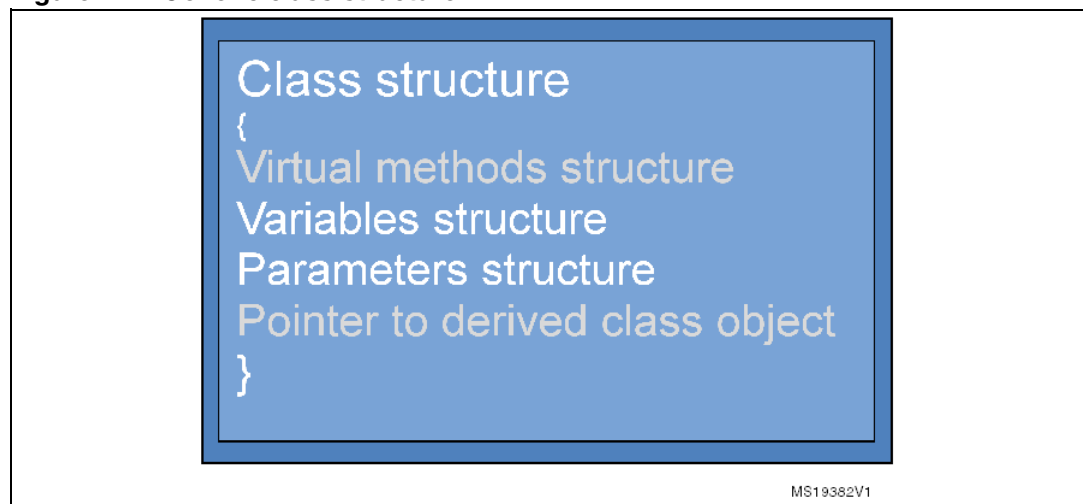 Class structure
{
Virtual methods structure
Variables structure
Parameters structure
Pointer to derived class object
}
MS19382V1